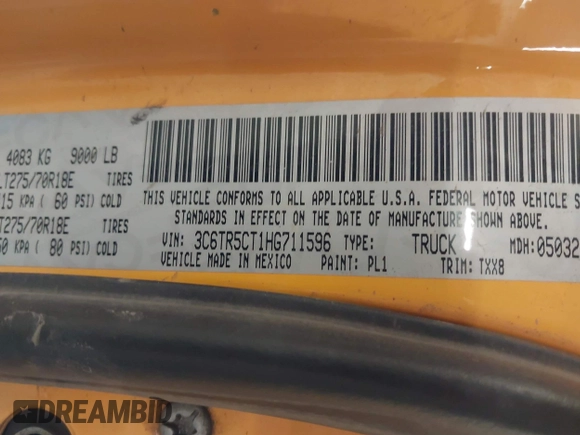 4083 KG 9000 LB
LT275/70R18E TIRES
15 KPA ( 60 PSI) COLD
T275/70R18E TIRES
50 KPA ( 80 PSI) COLD
THIS VEHICLE CONFORMS TO ALL APPLICABLE U.S.A. FEDERAL MOTOR VEHICLE S
STANDARDS IN EFFECT ON THE DATE OF MANUFACTURE SHOWN ABOVE.
VIN: 3C6TR5CT1HG711596 TYPE: TRUCK MDH: 05032
VEHICLE MADE IN MEXICO PAINT: PL1 TRIM: TXX8
DREAMBID